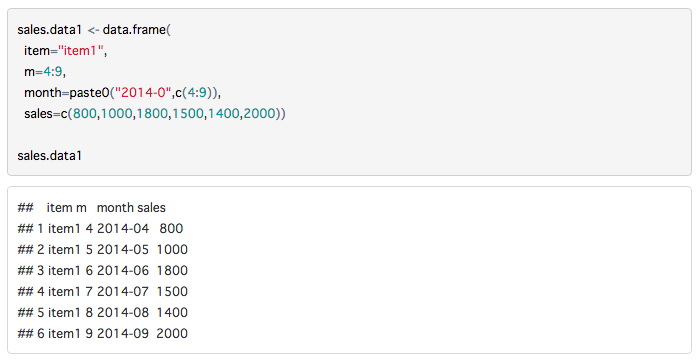 sales.data1 <- data.frame(
  item="item1",
  m=4:9,
  month=paste0("2014-0",c(4:9)),
  sales=c(800,1000,1800,1500,1400,2000))
sales.data1
##    item m   month sales
## 1 item1 4 2014-04   800
## 2 item1 5 2014-05  1000
## 3 item1 6 2014-06  1800
## 4 item1 7 2014-07  1500
## 5 item1 8 2014-08  1400
## 6 item1 9 2014-09  2000